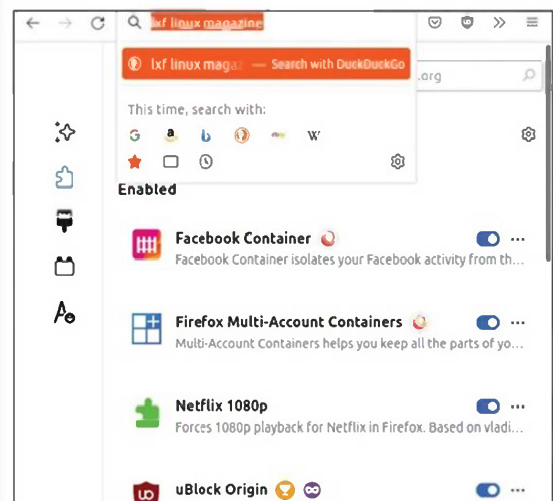 lxf linux magazine
lxf linux magaz — Search with DuckDuckGo
.org
This time, search with:
Enabled
Facebook Container
Facebook Container isolates your Facebook activity from th...
Firefox Multi-Account Containers
Multi-Account Containers helps you keep all the parts of yo...
Netflix 1080p
Forces 1080p playback for Netflix in Firefox. Based on vladi...
uBlock Origin